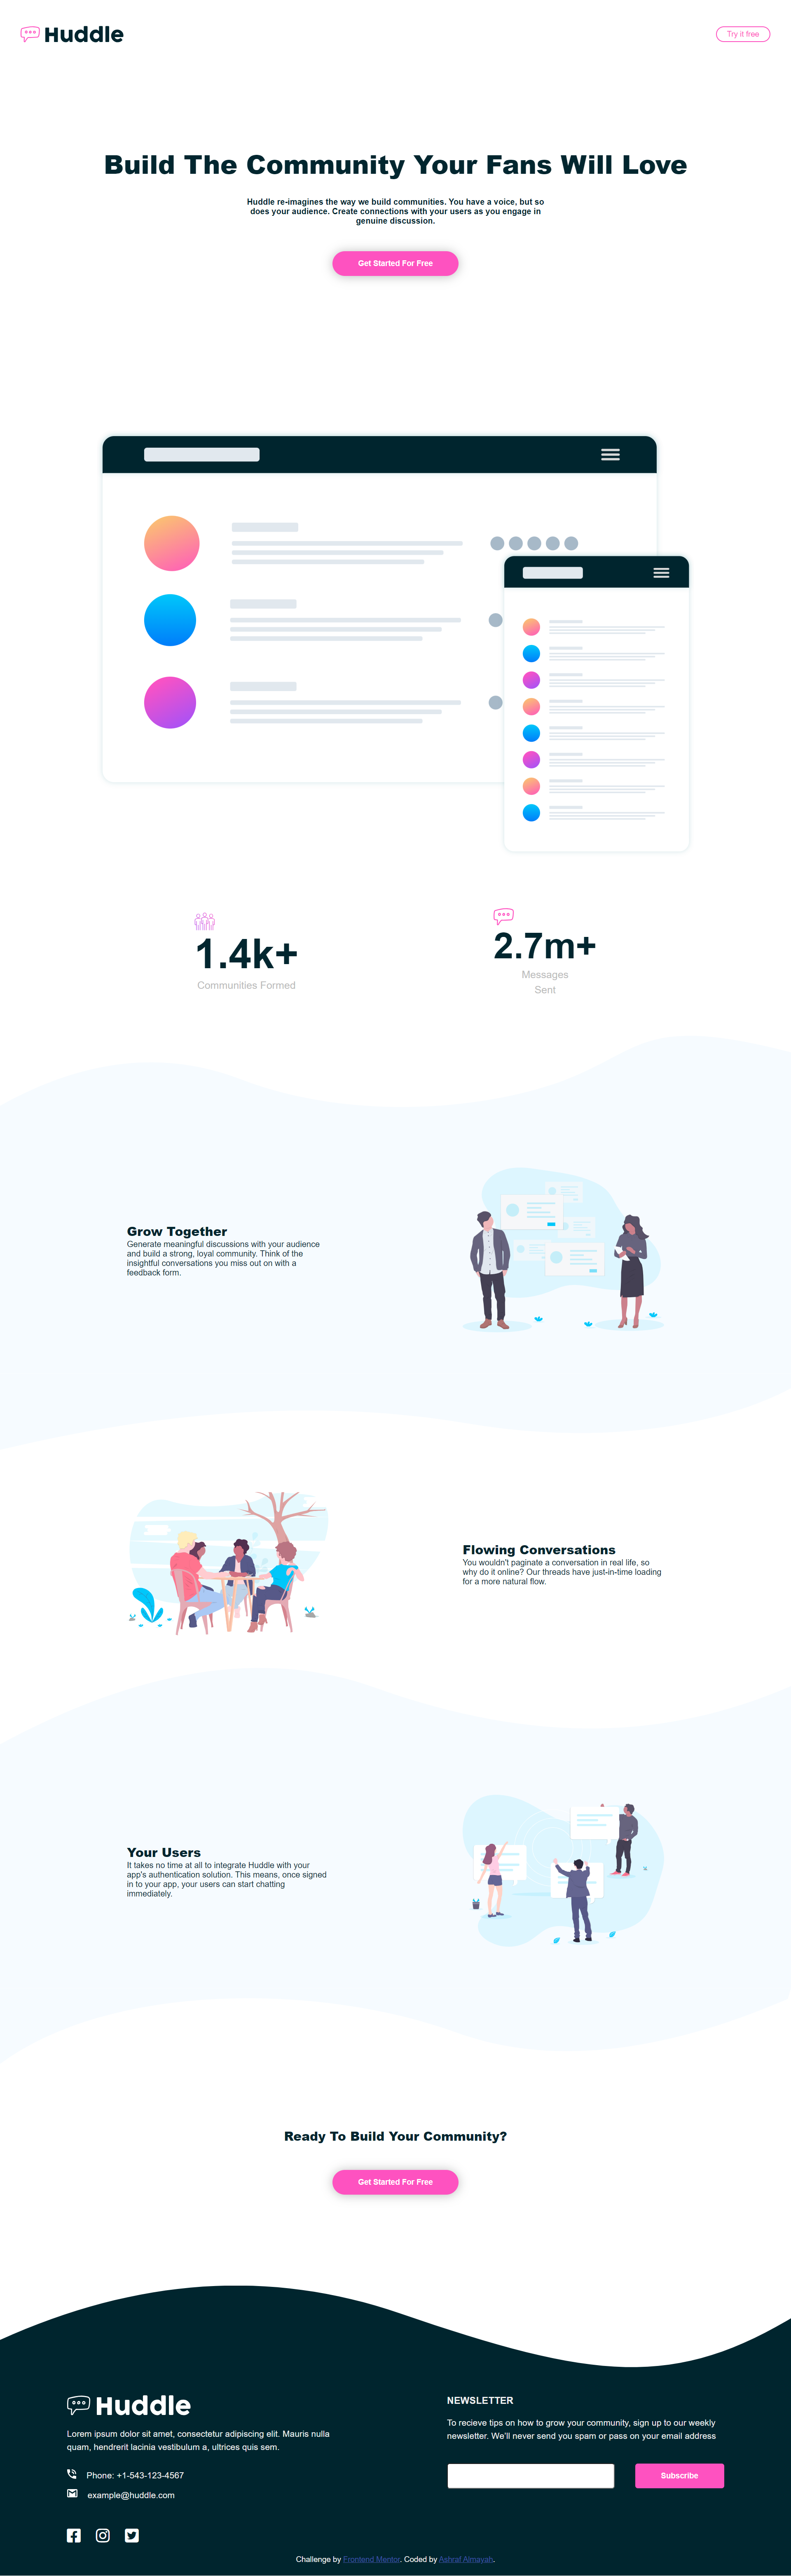 Huddle
Try it free
Build The Community Your Fans Will Love
Huddle re-imagines the way we build communities. You have a voice, but so
does your audience. Create connections with your users as you engage in
genuine discussion.
Get Started For Free
1.4k+
Communities Formed
2.7m+
Messages
Sent
Grow Together
Generate meaningful discussions with your audience
and build a strong, loyal community. Think of the
insightful conversations you miss out on with a
feedback form.
Flowing Conversations
You wouldn't paginate a conversation in real life, so
why do it online? Our threads have just-in-time loading
for a more natural flow.
Your Users
It takes no time at all to integrate Huddle with your
app's authentication solution. This means, once signed
in to your app, your users can start chatting
immediately.
Ready To Build Your Community?
Get Started For Free
Huddle
Lorem ipsum dolor sit amet, consectetur adipiscing elit. Mauris nulla
quam, hendrerit lacinia vestibulum a, ultrices quis sem.
Phone: +1-543-123-4567
example@huddle.com
NEWSLETTER
To recieve tips on how to grow your community, sign up to our weekly
newsletter. We'll never send you spam or pass on your email address
Subscribe
Challenge by Frontend Mentor. Coded by Ashraf Almayah.